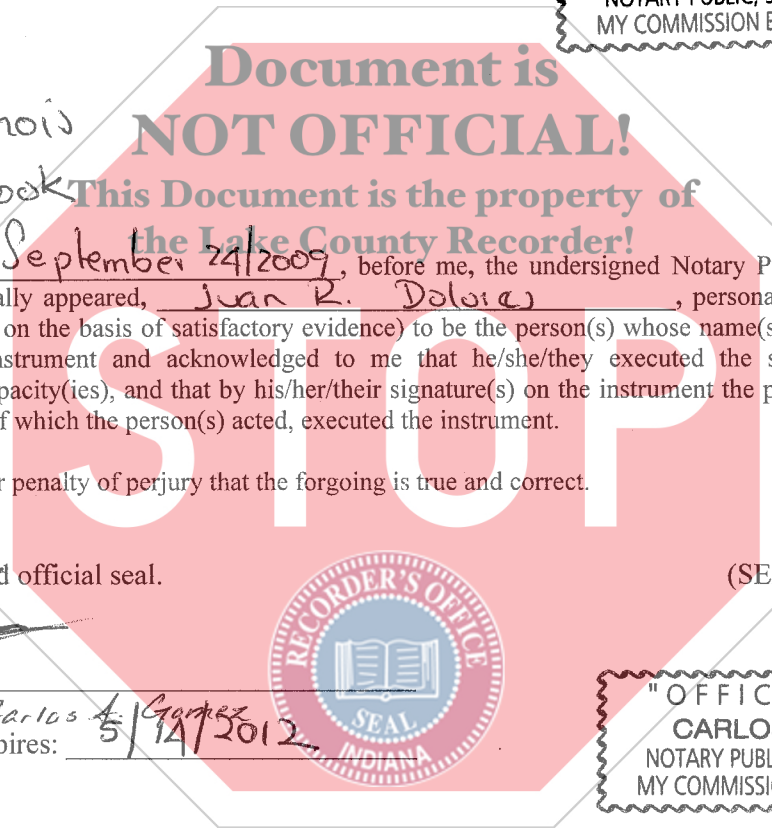 NOTARY PUBLIC, S
MY COMMISSION E
Document is
nois
NOT OFFICIAL!
ook
This Document is the property of
the Lake County Recorder!
September 24/2009, before me, the undersigned Notary P
ally appeared, Juan R. Dolores, persona
on the basis of satisfactory evidence) to be the person(s) whose name(s
nstrument and acknowledged to me that he/she/they executed the s
pacity(ies), and that by his/her/their signature(s) on the instrument the p
f which the person(s) acted, executed the instrument.
STOP
r penalty of perjury that the forgoing is true and correct.
d official seal.
(SE
RECORDER'S OFFICE
SEAL
INDIANA
arlos A. Gomez
pires: 5/14/2012
"OFFIC
CARLO
NOTARY PUBL
MY COMMISSI